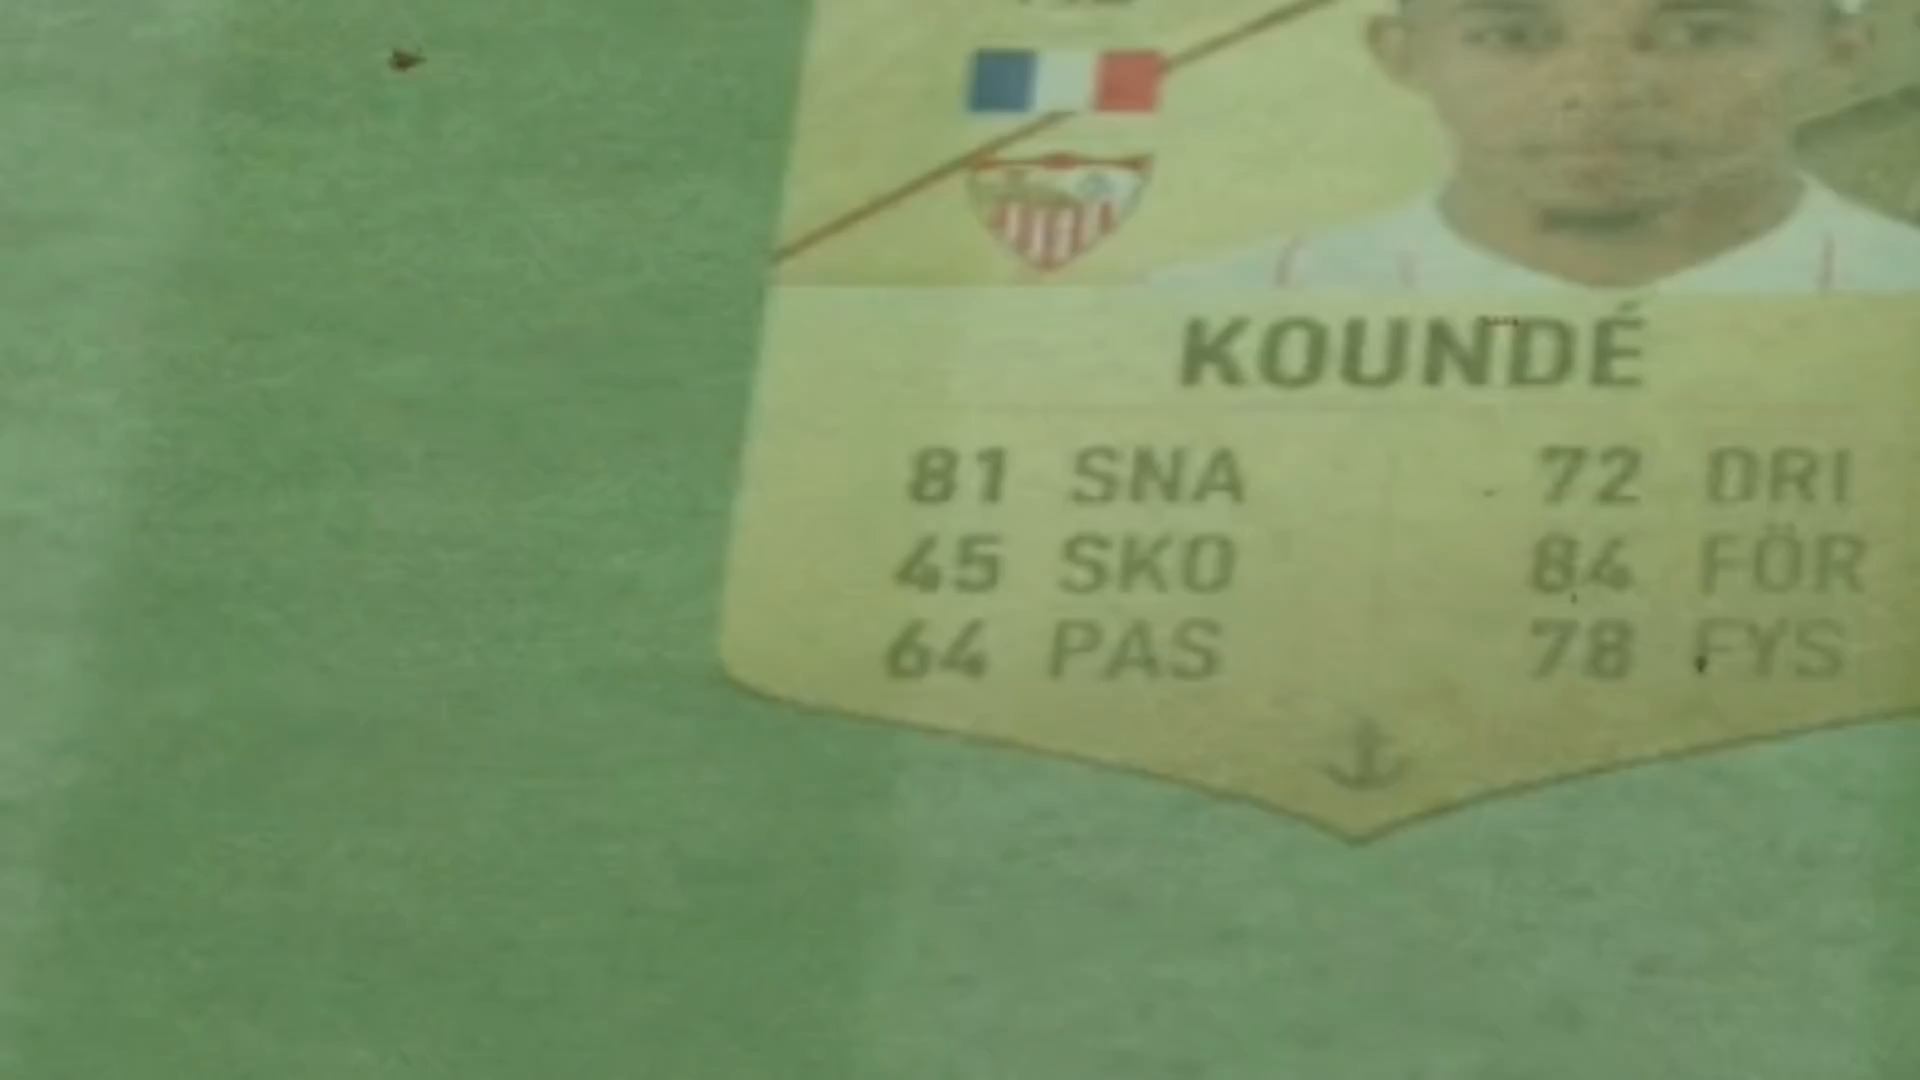 KOUNDÉ
81 SNA
72 DRI
45 SKO
84 FÖR
64 PAS
78 FYS